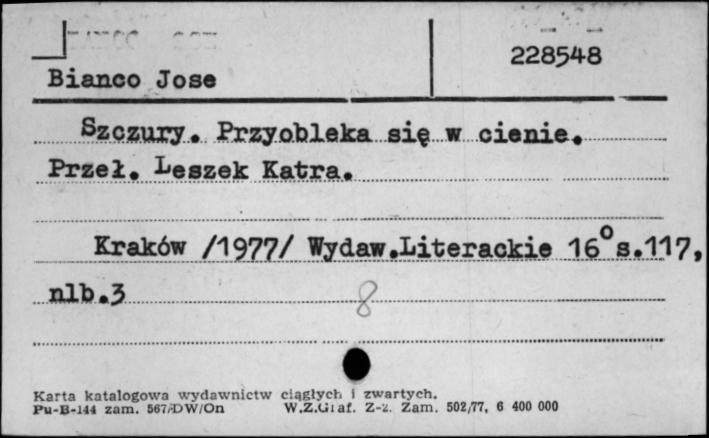 228548
Bianco Jose
Szczury. Przyobleka się w cienie.
Przeł. Leszek Katra.
Kraków /1977/ Wydaw.Literackie 16° s.117,
nlb.3
8
Karta katalogowa wydawnictw ciągłych i zwartych.
Pu-B-144 zam. 567/DW/On W.Z.Graf. Z-2. Zam. 502/77, 6 400 000